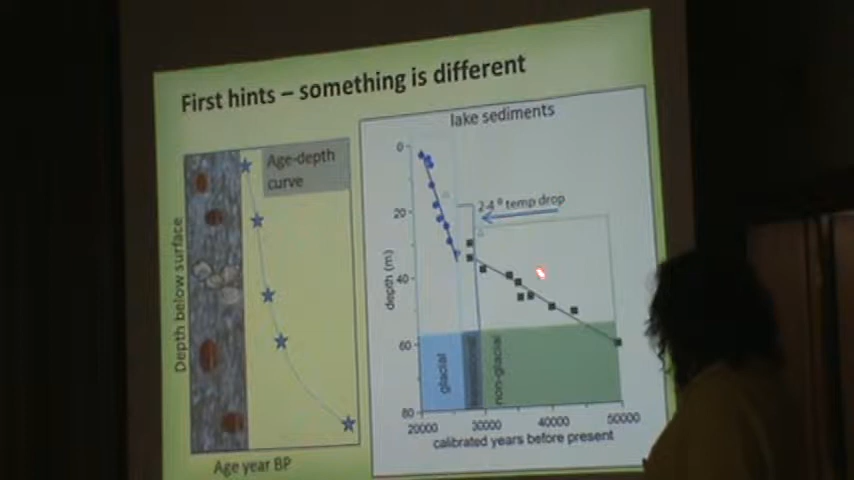 First hints – something is different
Age-depth
curve
Depth below surface
Age year BP
lake sediments
2-4 ° temp drop
depth (m)
0
20
40
60
80
glacial
non-glacial
20000
30000
40000
50000
calibrated years before present